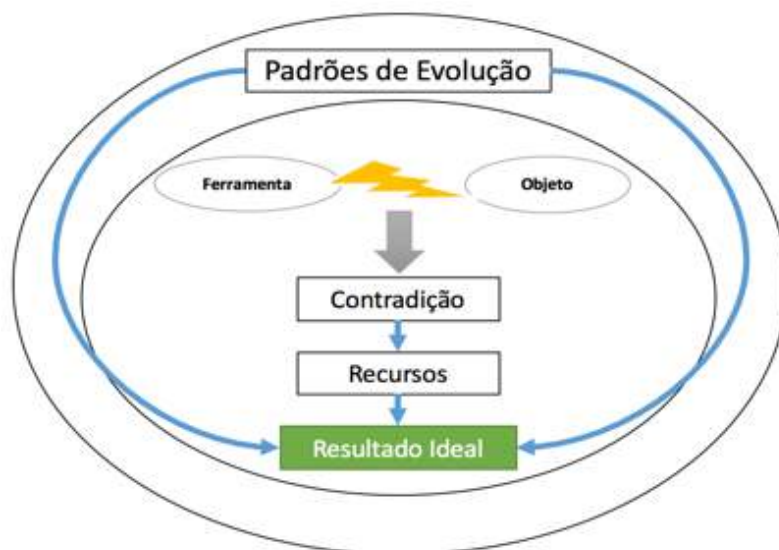 Padrões de Evolução
Ferramenta
Objeto
Contradição
Recursos
Resultado Ideal